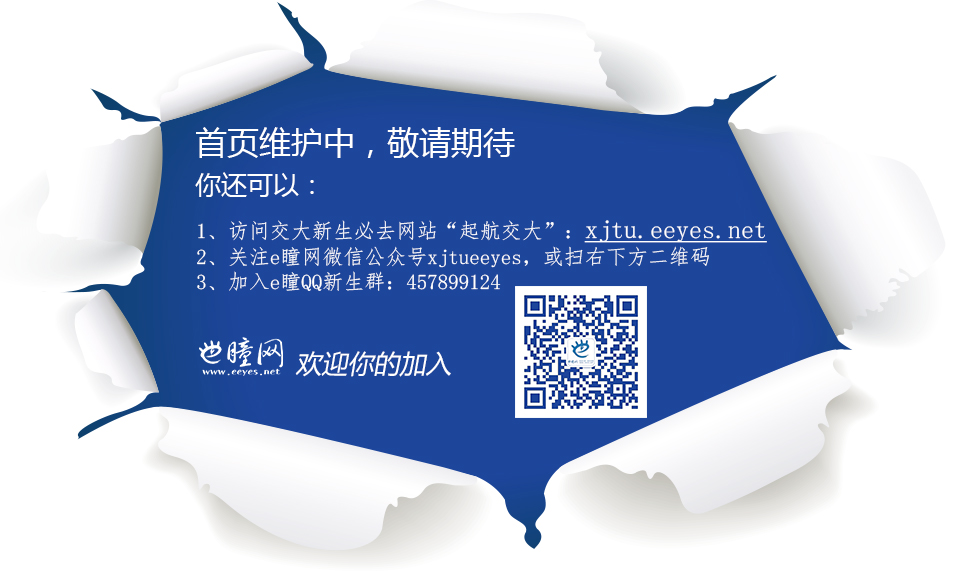 首页维护中，敬请期待
你还可以：
1、访问交大新生必去网站“起航交大”：xjtu.eeyes.net
2、关注e瞳网微信公众号xjtueeyes，或扫右下方二维码
3、加入e瞳QQ新生群：457899124
e瞳网
www.eeyes.net
欢迎你的加入